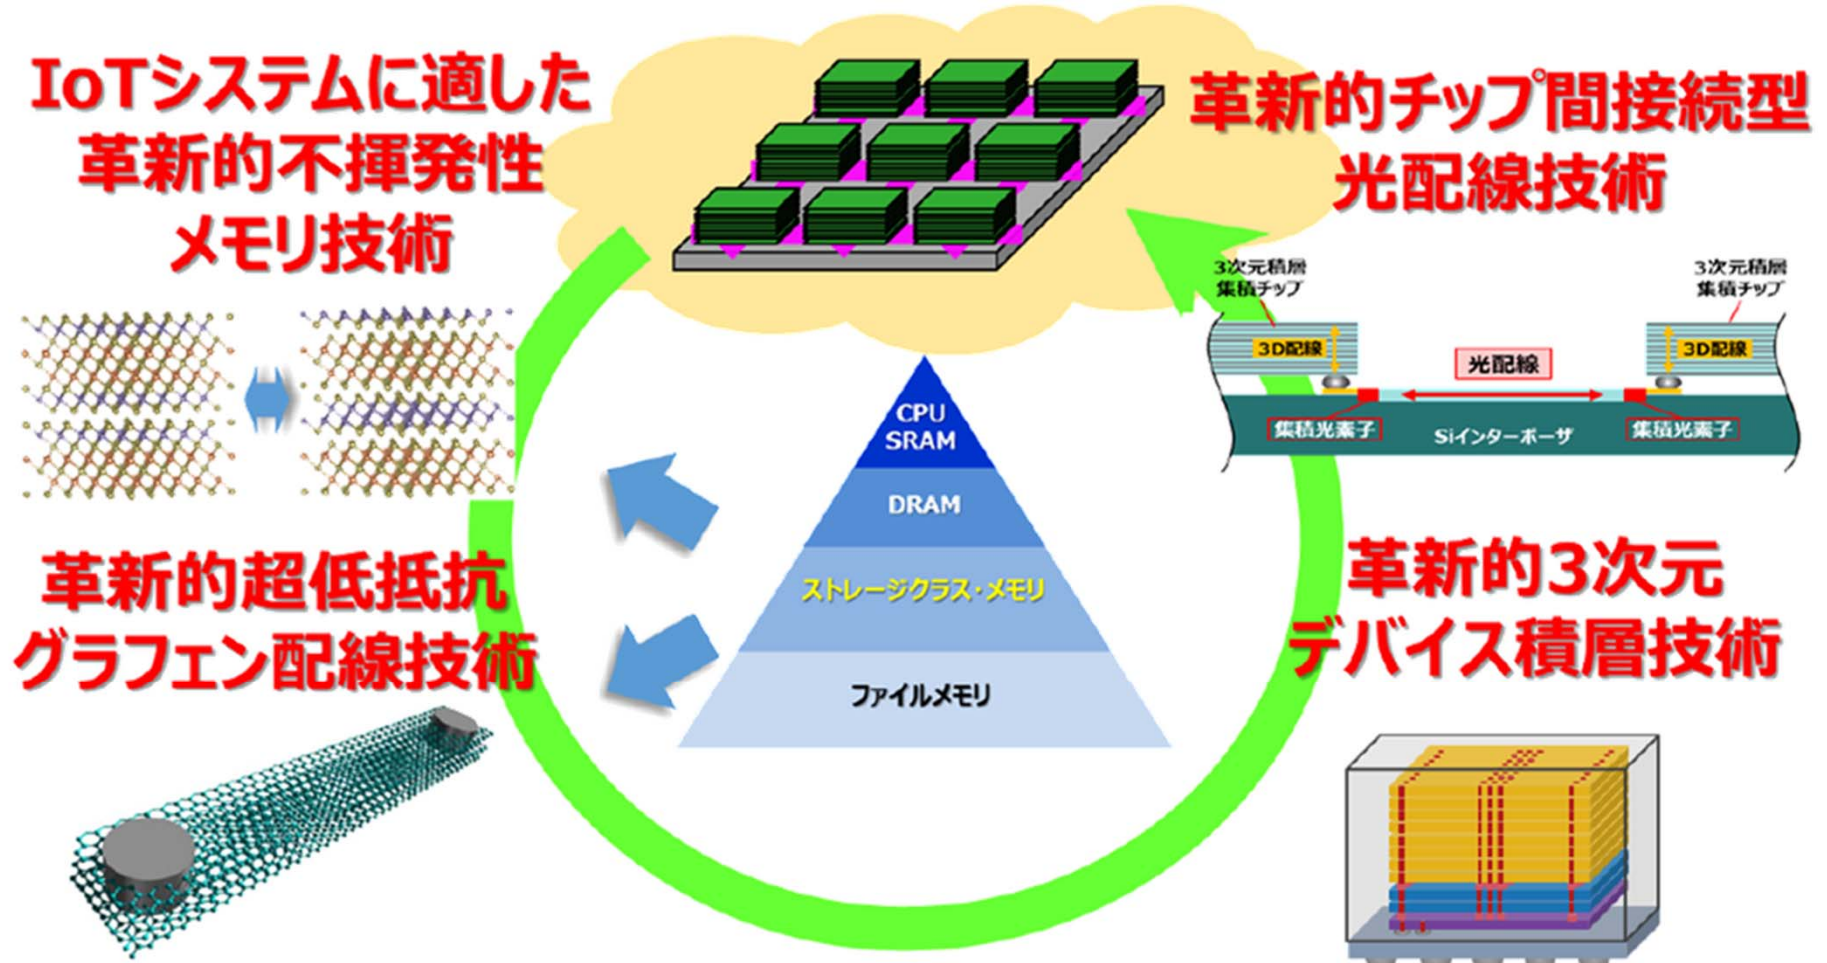 IoTシステムに適した
革新的不揮発性
メモリ技術
革新的チップ間接続型
光配線技術
3次元積層
集積チップ
3次元積層
集積チップ
3D配線
光配線
3D配線
集積光素子
Siインターポーザ
集積光素子
CPU
SRAM
DRAM
ストレージクラス・メモリ
ファイルメモリ
革新的超低抵抗
グラフェン配線技術
革新的3次元
デバイス積層技術